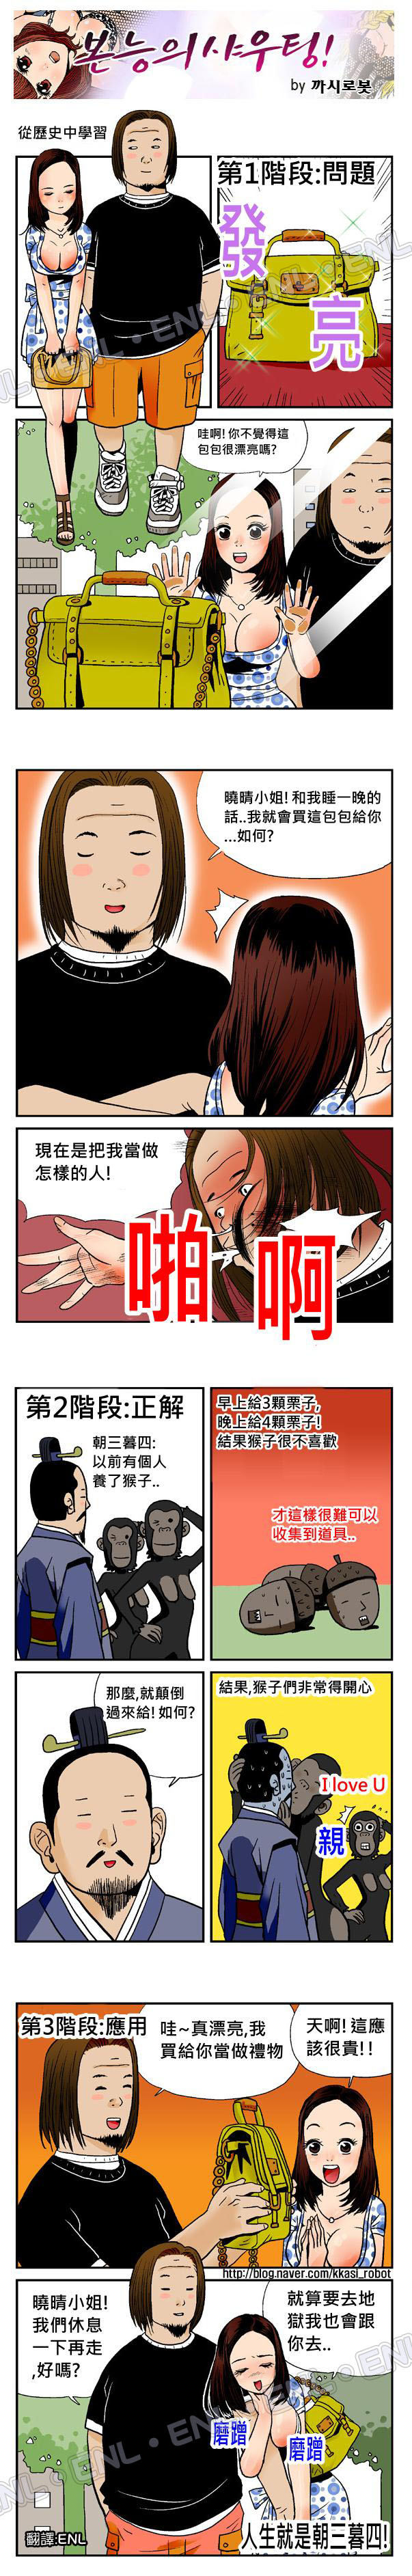 본능의샤우팅!
by 까시로봇
從歷史中學習
第1階段:問題
發
亮
哇啊! 你不覺得這
包包很漂亮嗎?
曉晴小姐! 和我睡一晚的
話..我就會買這包包給你
...如何?
現在是把我當做
怎樣的人!
啪
啊
第2階段:正解
朝三暮四:
以前有個人
養了猴子..
早上給3顆栗子,
晚上給4顆栗子!
結果猴子很不喜歡
才這樣很難可以
收集到道具..
那麼,就顛倒
過來給! 如何?
結果,猴子們非常得開心
I love U
親
第3階段:應用
哇~真漂亮,我
買給你當做禮物
天啊! 這應
該很貴!!
http://blog.naver.com/kkasi_robot
曉晴小姐!
我們休息
一下再走
,好嗎?
就算要去地
獄我也會跟
你去..
磨蹭
磨蹭
人生就是朝三暮四!
翻譯:ENL
ENL • ENL • ENL
ENL • ENL • ENL